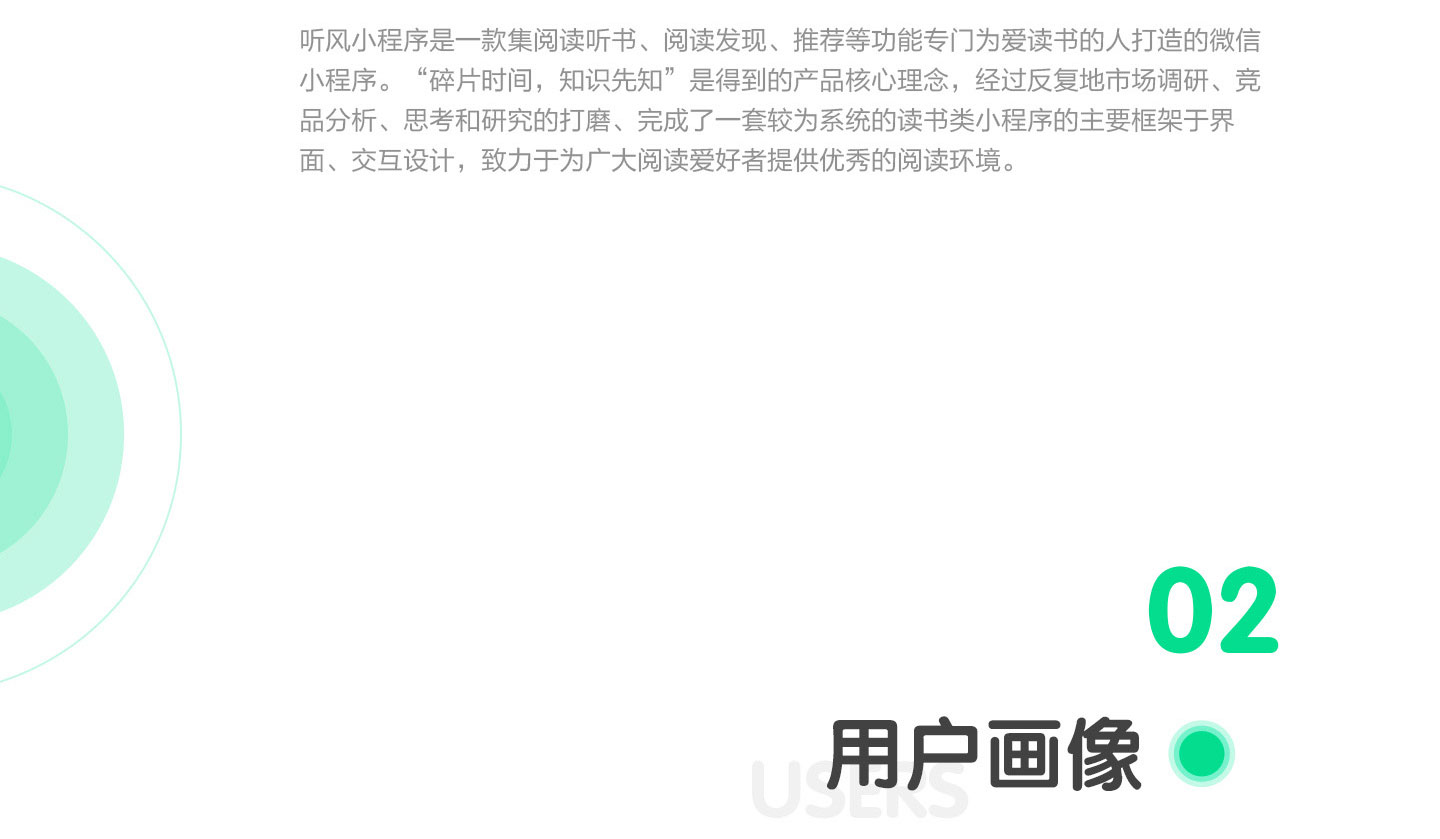 听风小程序是一款集阅读听书、阅读发现、推荐等功能专门为爱读书的人打造的微信
小程序。“碎片时间，知识先知”是得到的产品核心理念，经过反复地市场调研、竞
品分析、思考和研究的打磨、完成了一套较为系统的读书类小程序的主要框架于界
面、交互设计，致力于为广大阅读爱好者提供优秀的阅读环境。
02
用户画像
USERS